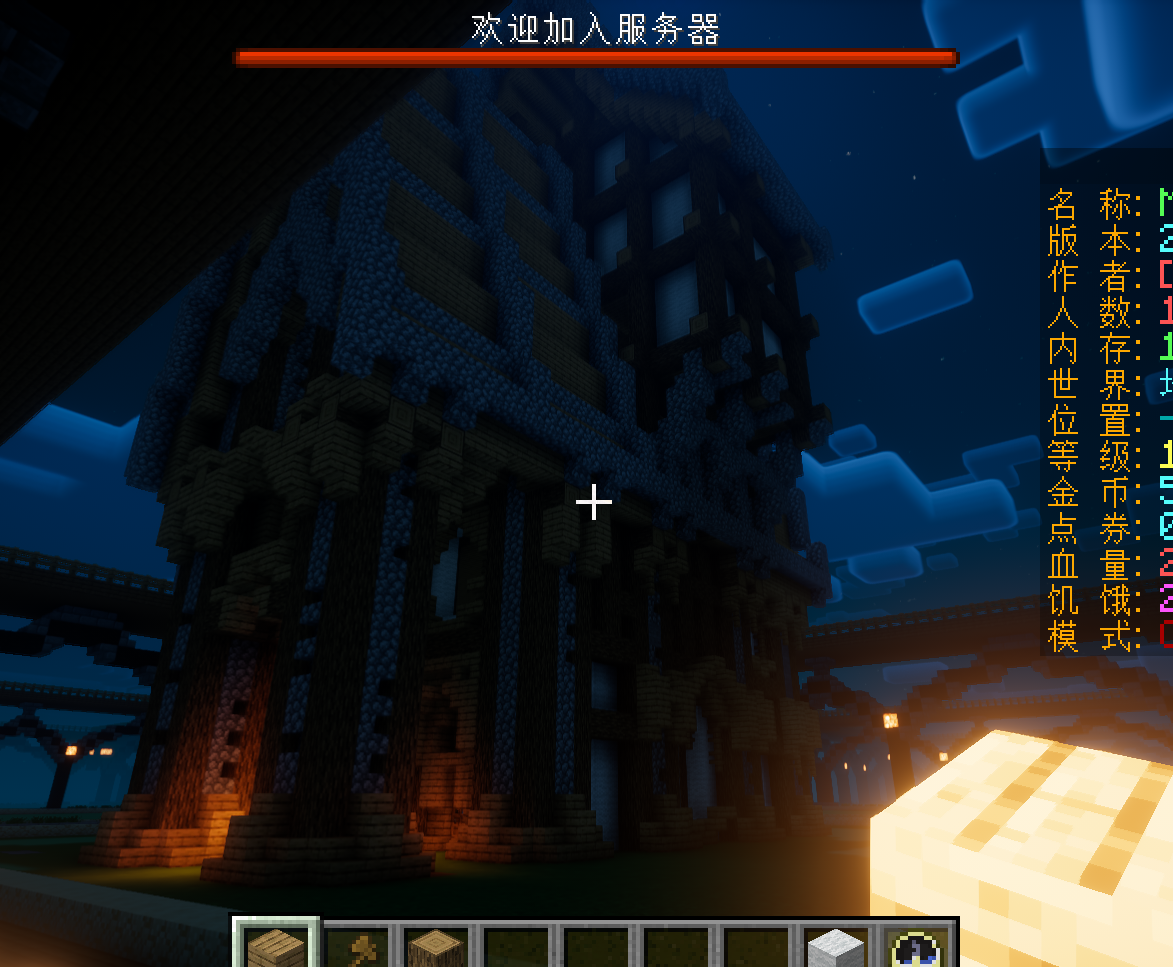 欢迎加入服务器
名 称:
版 本:
作 者:
人 数:
内 存:
世 界:
位 置:
等 级:
金 币:
点 券:
血 量:
饥 饿:
模 式: